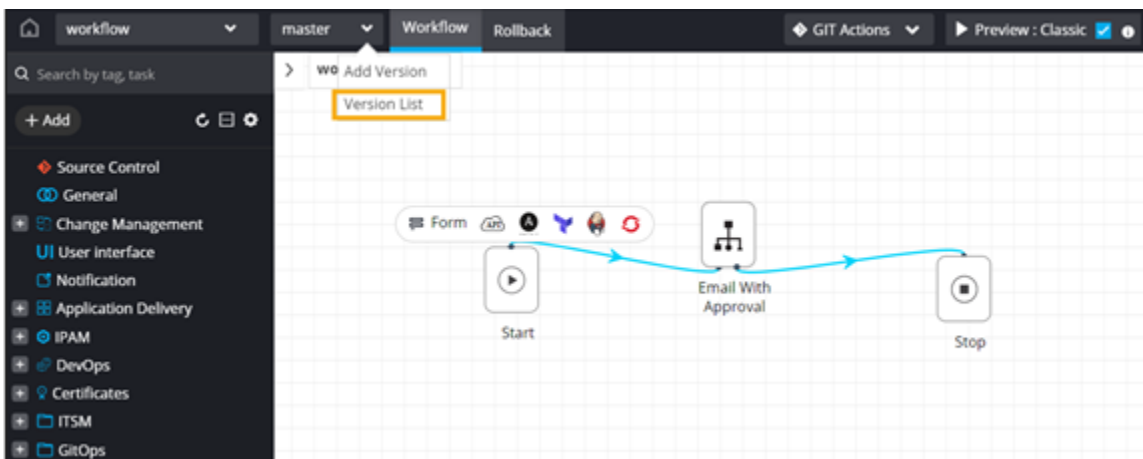 workflow
master
Workflow
Rollback
GIT Actions
Preview : Classic
Search by tag, task
WO
Add Version
Version List
+ Add
Source Control
General
Change Management
UI User interface
Notification
Application Delivery
IPAM
DevOps
Certificates
ITSM
GitOps
Form
API
A
Start
Email With
Approval
Stop